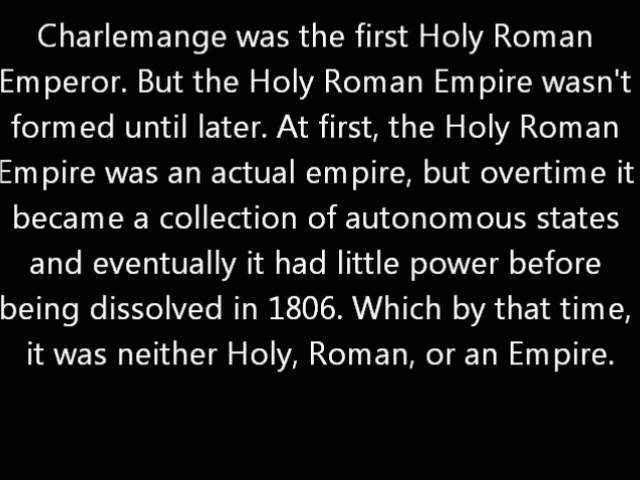 Charlemange was the first Holy Roman
Emperor. But the Holy Roman Empire wasn't
formed until later. At first, the Holy Roman
Empire was an actual empire, but overtime it
became a collection of autonomous states
and eventually it had little power before
being dissolved in 1806. Which by that time,
it was neither Holy, Roman, or an Empire.